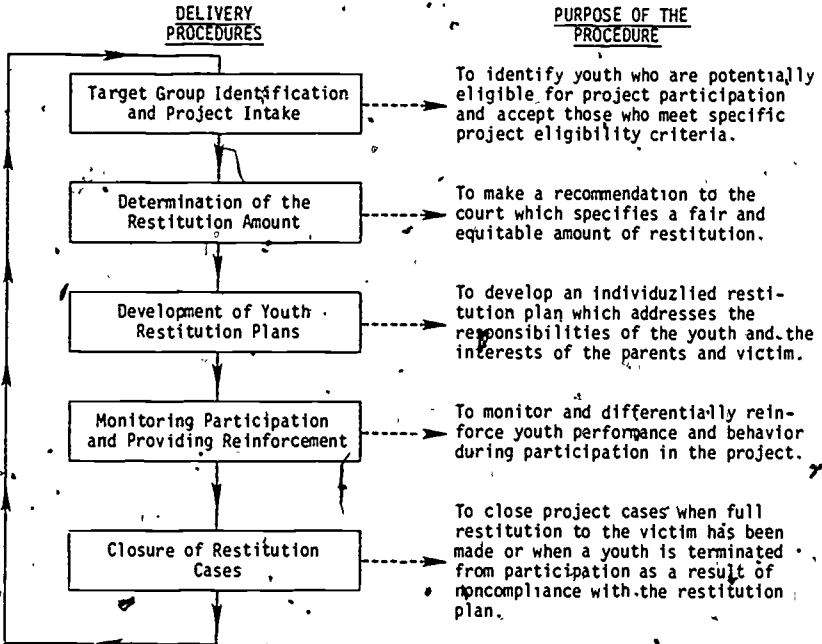 DELIVERY
PROCEDURES
PURPOSE OF THE
PROCEDURE
Target Group Identification
and Project Intake
To identify youth who are potentially
eligible for project participation
and accept those who meet specific
project eligibility criteria.
Determination of the
Restitution Amount
To make a recommendation to the
court which specifies a fair and
equitable amount of restitution.
Development of Youth
Restitution Plans
To develop an individuzlied resti-
tution plan which addresses the
responsibilities of the youth and the
interests of the parents and victim.
Monitoring Participation
and Providing Reinforcement
To monitor and differentially rein-
force youth performance and behavior
during participation in the project.
Closure of Restitution
Cases
To close project cases when full
restitution to the victim has been
made or when a youth is terminated
from participation as a result of
noncompliance with the restitution
plan.